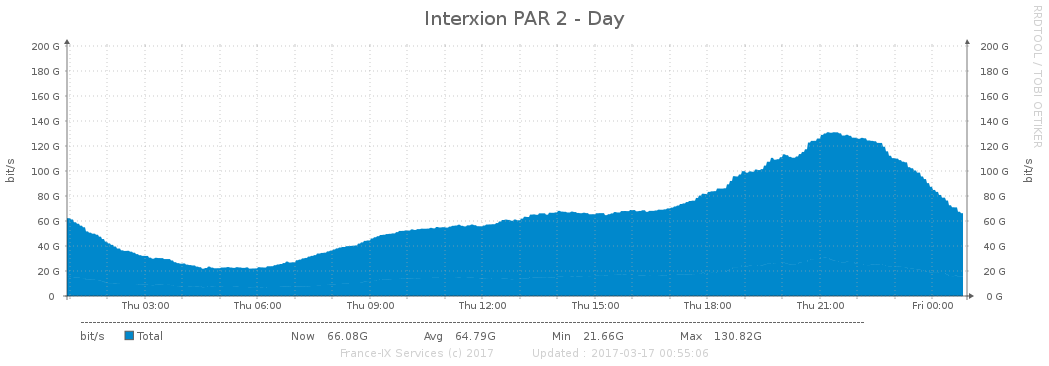 Interxion PAR 2 - Day
RRDTOOL / TOBI OETIKER
bit/s
200 G 200 G
180 G 180 G
160 G 160 G
140 G 140 G
120 G 120 G
100 G 100 G
80 G 80 G
60 G 60 G
40 G 40 G
20 G 20 G
0 0 G
bit/s
Thu 03:00 Thu 06:00 Thu 09:00 Thu 12:00 Thu 15:00 Thu 18:00 Thu 21:00 Fri 00:00
bit/s Total Now 66.08G Avg 64.79G Min 21.66G Max 130.82G
France-IX Services (c) 2017 Updated : 2017-03-17 00:55:06